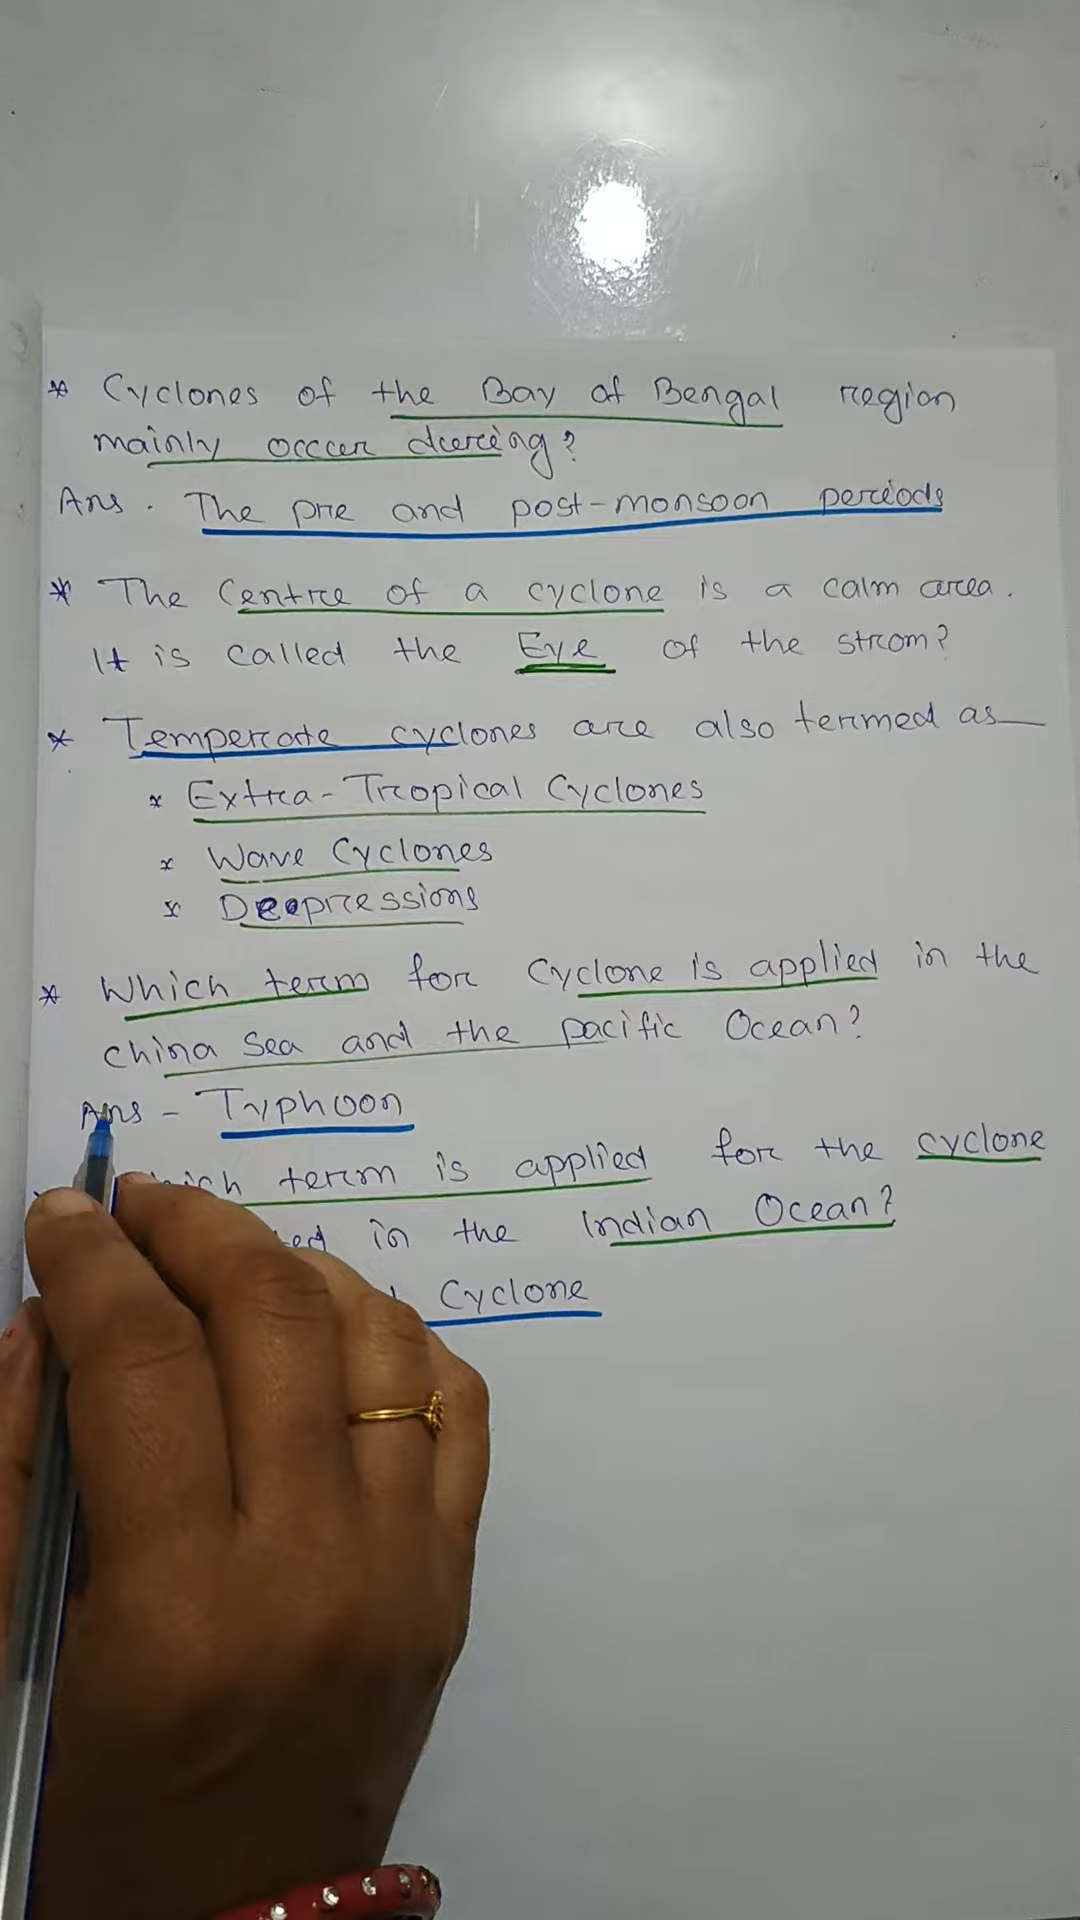 * Cyclones of the Bay of Bengal region
mainly occur during?
Ans. The pre and post-monsoon periods
* The Centre of a cyclone is a calm area.
It is called the Eye of the strom?
* Temperate cyclones are also termed as—
* Extra-Tropical Cyclones
* Wave Cyclones
* Depressions
* Which term for Cyclone is applied in the
China Sea and the pacific Ocean?
Ans - Typhoon
term is applied for the cyclone
in the Indian Ocean?
Cyclone